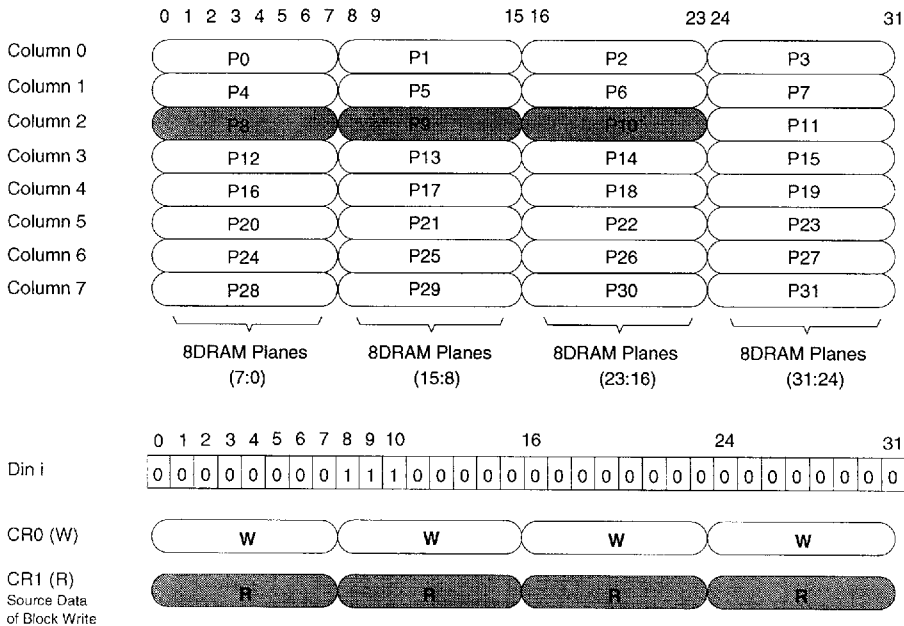 0 1 2 3 4 5 6 7 8 9 15 16 23 24 31
Column 0 P0 P1 P2 P3
Column 1 P4 P5 P6 P7
Column 2 P8 P9 P10 P11
Column 3 P12 P13 P14 P15
Column 4 P16 P17 P18 P19
Column 5 P20 P21 P22 P23
Column 6 P24 P25 P26 P27
Column 7 P28 P29 P30 P31
8DRAM Planes 8DRAM Planes 8DRAM Planes 8DRAM Planes
(7:0) (15:8) (23:16) (31:24)
0 1 2 3 4 5 6 7 8 9 10 16 24 31
Din i 0 0 0 0 0 0 0 0 1 1 1 0 0 0 0 0 0 0 0 0 0 0 0 0 0 0 0 0 0 0 0 0
CR0 (W) W W W W
CR1 (R) R R R R
Source Data
of Block Write